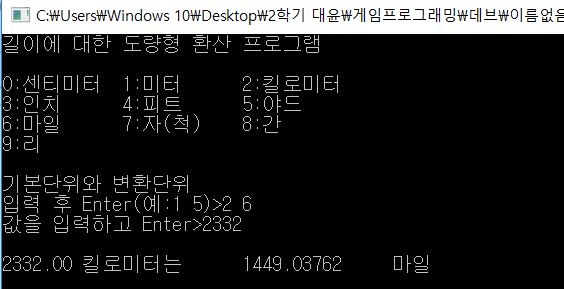 C:₩Users₩Windows 10₩Desktop₩2학기 대윤₩게임프로그래밍₩데브₩이름없음
길이에 대한 도량형 환산 프로그램
0:센티미터 1:미터 2:킬로미터
3:인치 4:피트 5:야드
6:마일 7:자(척) 8:간
9:리
기본단위와 변환단위
입력 후 Enter(예:1 5)>2 6
값을 입력하고 Enter>2332
2332.00 킬로미터는 1449.03762 마일